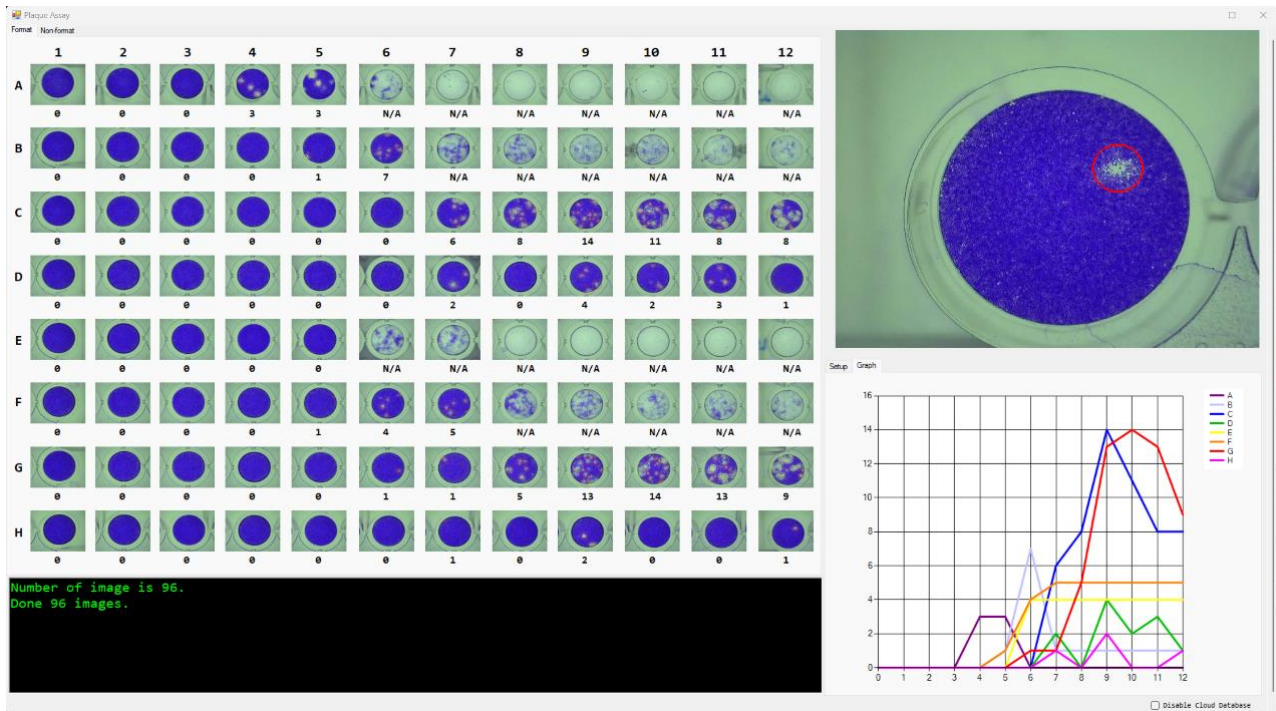 Plaque Assay
Format Non-format
1 2 3 4 5 6 7 8 9 10 11 12
A
0 0 0 3 3 N/A N/A N/A N/A N/A N/A N/A
B
0 0 0 0 1 7 N/A N/A N/A N/A N/A N/A
C
0 0 0 0 0 0 6 8 14 11 8 8
D
0 0 0 0 0 0 2 0 4 2 3 1
E
0 0 0 0 0 N/A N/A N/A N/A N/A N/A N/A
F
0 0 0 0 1 4 5 N/A N/A N/A N/A N/A
G
0 0 0 0 0 1 1 5 13 14 13 9
H
0 0 0 0 0 0 1 0 2 0 0 1
Number of image is 96.
Done 96 images.
Setup Graph
16
14
12
10
8
6
4
2
0
0 1 2 3 4 5 6 7 8 9 10 11 12
A
B
C
D
E
F
G
H
Disable Cloud Database